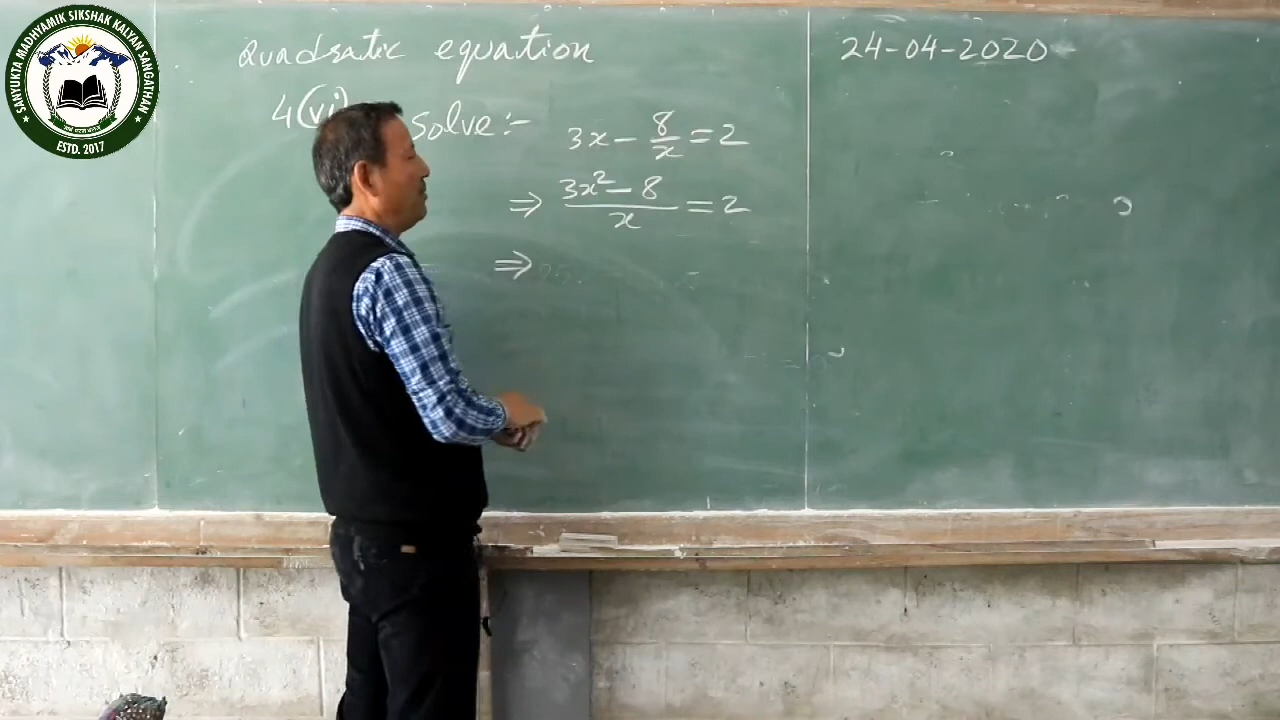 SANYUKTA MADHYAMIK SIKSHAK KALYAN SANGATHAN
ESTD. 2017
Quadratic equation
24-04-2020
4(vi) solve:-
3x - 8/x = 2
⇒ (3x² - 8)/x = 2
⇒